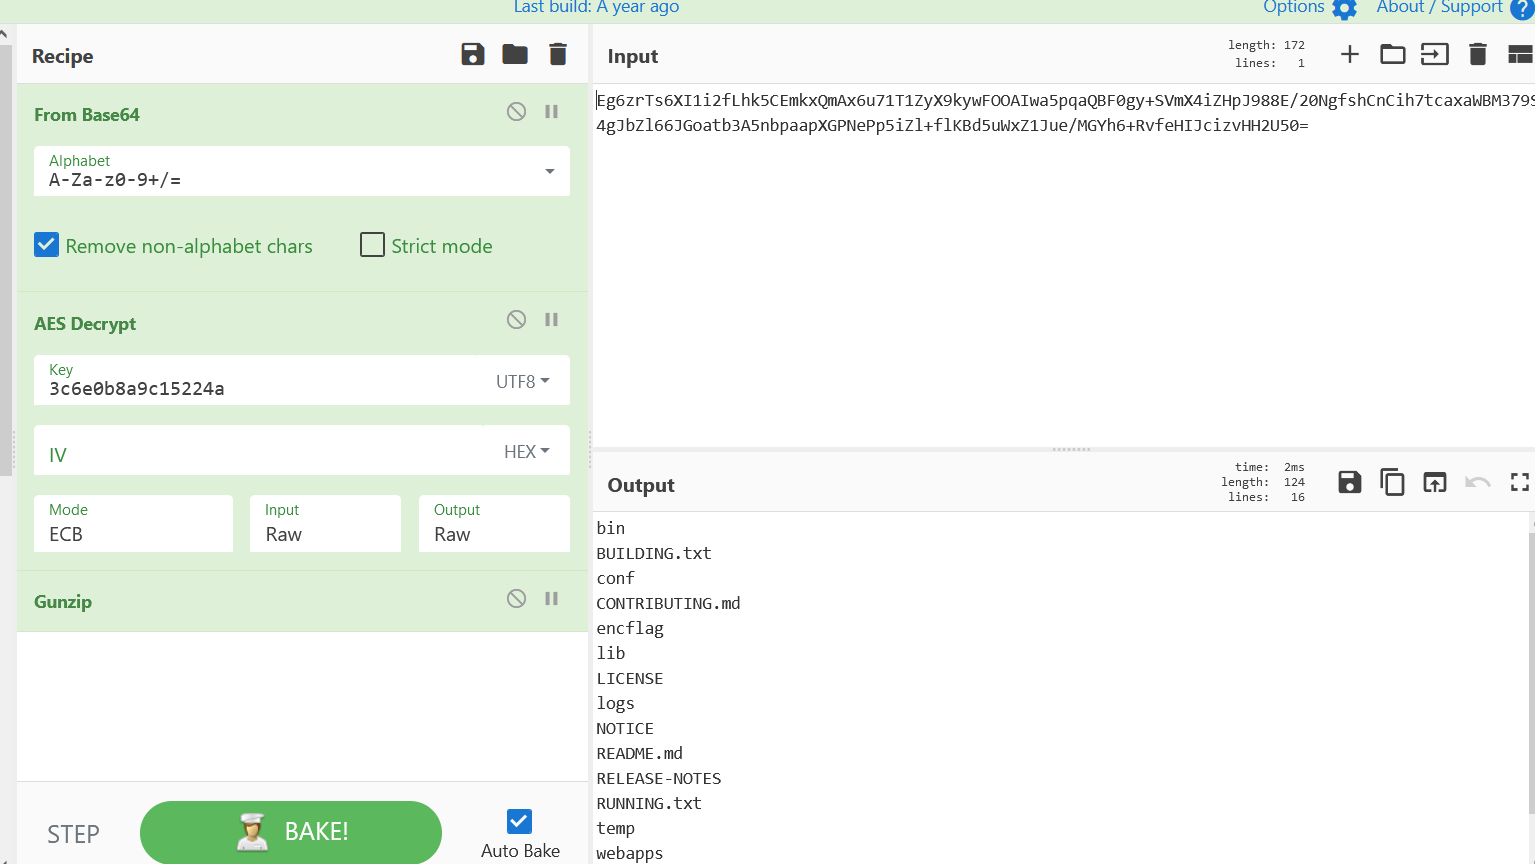 Last build: A year ago
Options
About / Support
Recipe
From Base64
Alphabet
A-Za-z0-9+/=
Remove non-alphabet chars
Strict mode
AES Decrypt
Key
3c6e0b8a9c15224a
UTF8
IV
HEX
Mode
ECB
Input
Raw
Output
Raw
Gunzip
STEP
BAKE!
Auto Bake
Input
length: 172
lines: 1
Eg6zrTs6XI1i2fLhk5CEmkxQmAx6u71T1ZyX9kywFOOAIwa5pqaQBF0gy+SVmX4iZHpJ988E/20NgfshCnCih7tcaxaWBM379S
4gJbZl66JGoatb3A5nbpaapXGPNePp5iZl+flKBd5uWxZ1Jue/MGYh6+RvfeHIJcizvHH2U50=
Output
time: 2ms
length: 124
lines: 16
bin
BUILDING.txt
conf
CONTRIBUTING.md
encflag
lib
LICENSE
logs
NOTICE
README.md
RELEASE-NOTES
RUNNING.txt
temp
webapps